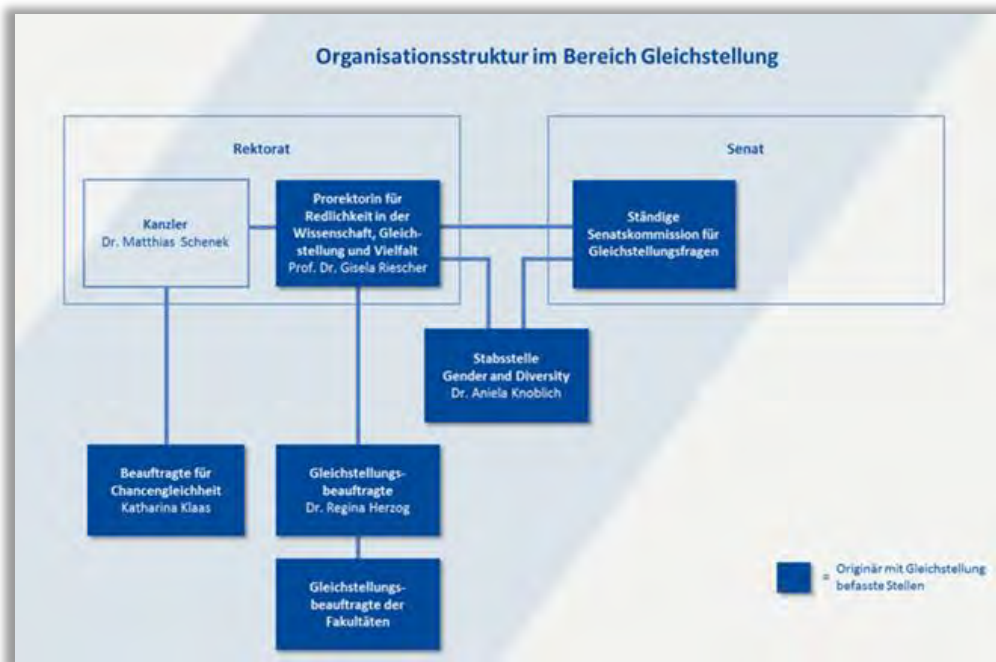 Organisationsstruktur im Bereich Gleichstellung
Rektorat
Senat
Kanzler
Dr. Matthias Schenek
Prorektorin für
Redlichkeit in der
Wissenschaft, Gleich-
stellung und Vielfalt
Prof. Dr. Gisela Riescher
Ständige
Senatskommission für
Gleichstellungsfragen
Stabsstelle
Gender and Diversity
Dr. Aniela Knoblich
Beauftragte für
Chancengleichheit
Katharina Klaas
Gleichstellungs-
beauftragte
Dr. Regina Herzog
Gleichstellungs-
beauftragte der
Fakultäten
= Originär mit Gleichstellung
befasste Stellen